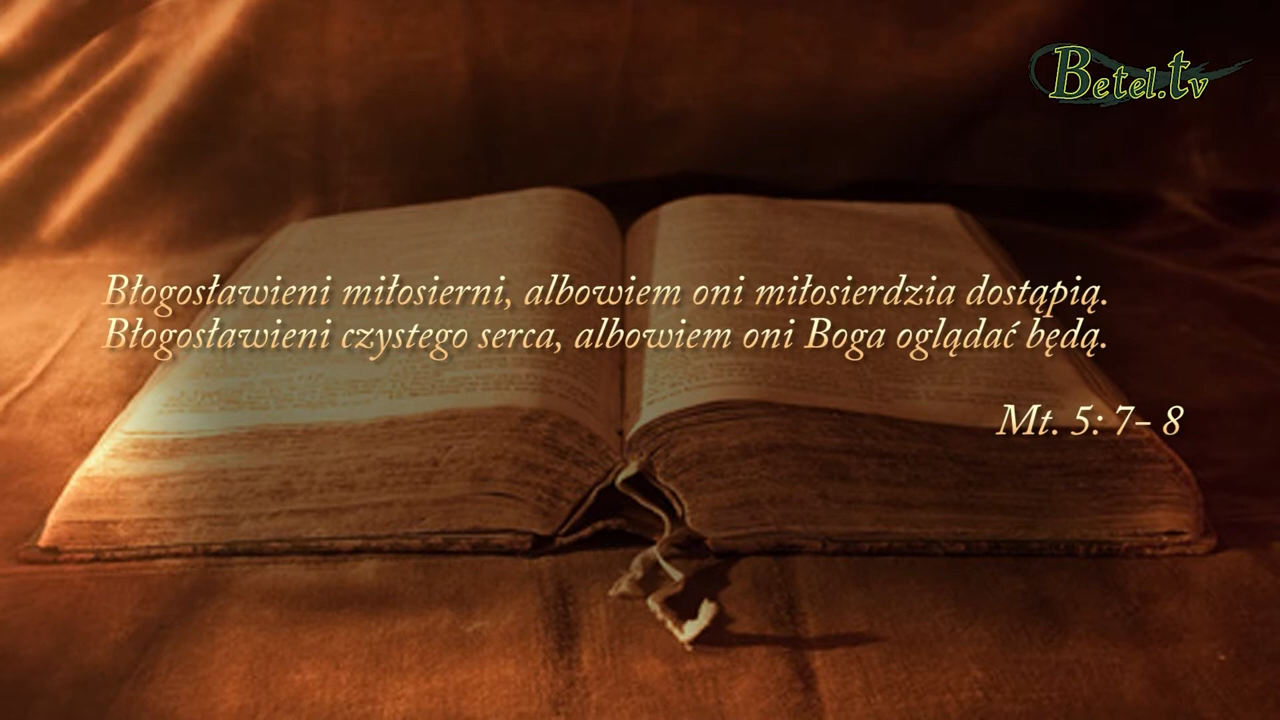 Betel.tv
Błogosławieni miłosierni, albowiem oni miłosierdzia dostąpią.
Błogosławieni czystego serca, albowiem oni Boga oglądać będą.
Mt. 5: 7- 8